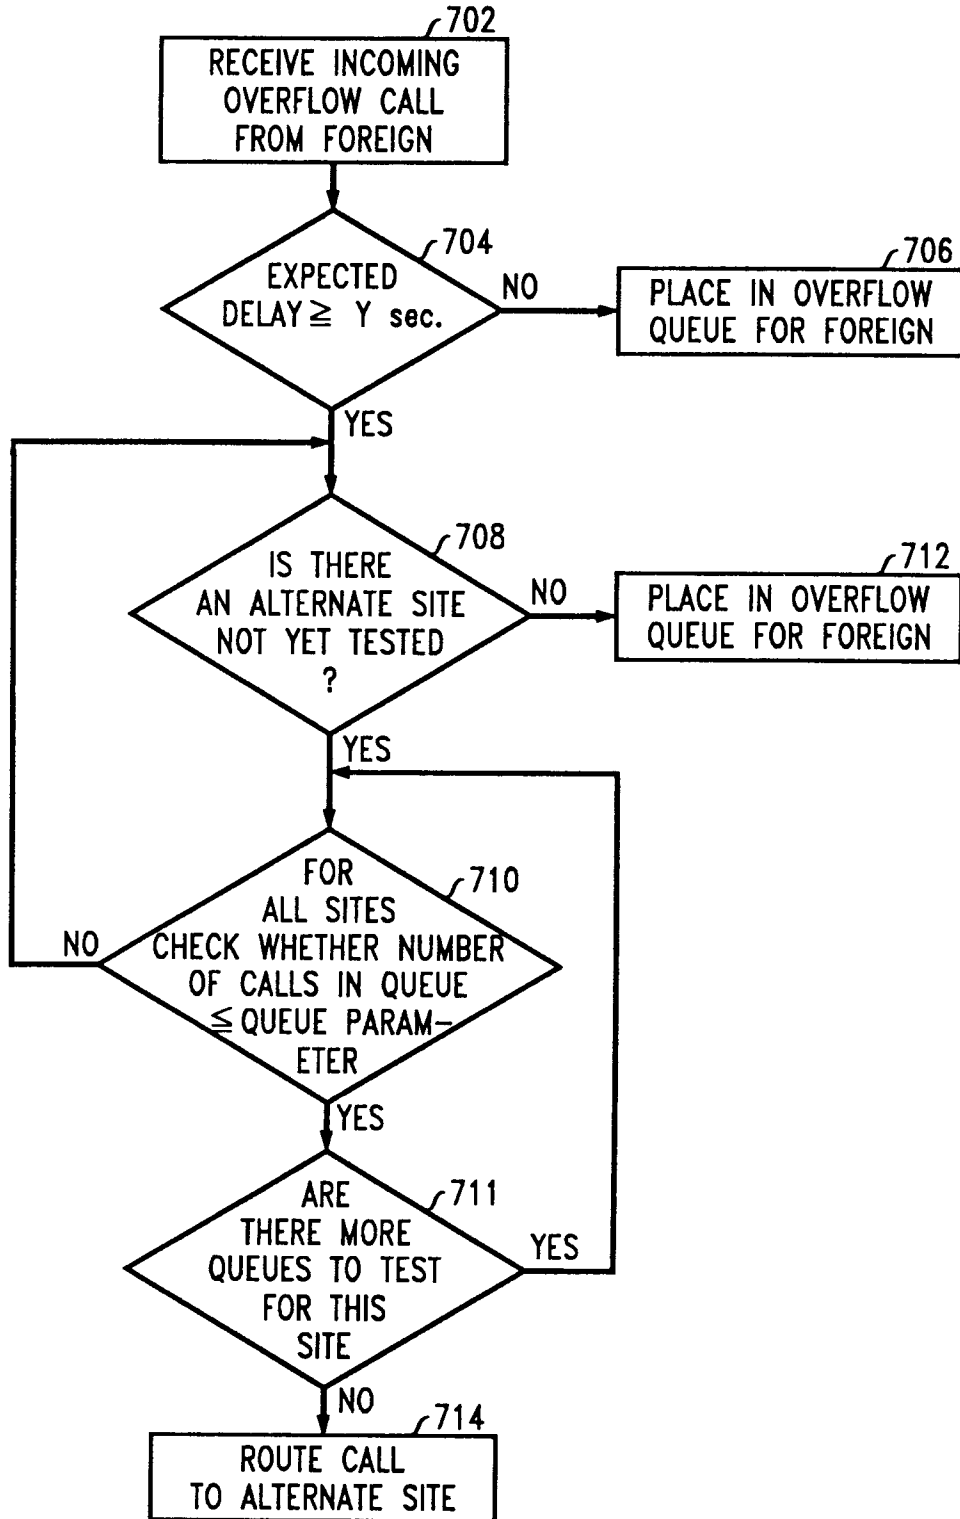 702
RECEIVE INCOMING
OVERFLOW CALL
FROM FOREIGN
704
EXPECTED
DELAY ≧ Y sec.
NO
706
PLACE IN OVERFLOW
QUEUE FOR FOREIGN
YES
708
IS THERE
AN ALTERNATE SITE
NOT YET TESTED
?
NO
712
PLACE IN OVERFLOW
QUEUE FOR FOREIGN
YES
710
FOR
ALL SITES
CHECK WHETHER NUMBER
OF CALLS IN QUEUE
≦ QUEUE PARAM-
ETER
NO
YES
711
ARE
THERE MORE
QUEUES TO TEST
FOR THIS
SITE
YES
NO
714
ROUTE CALL
TO ALTERNATE SITE